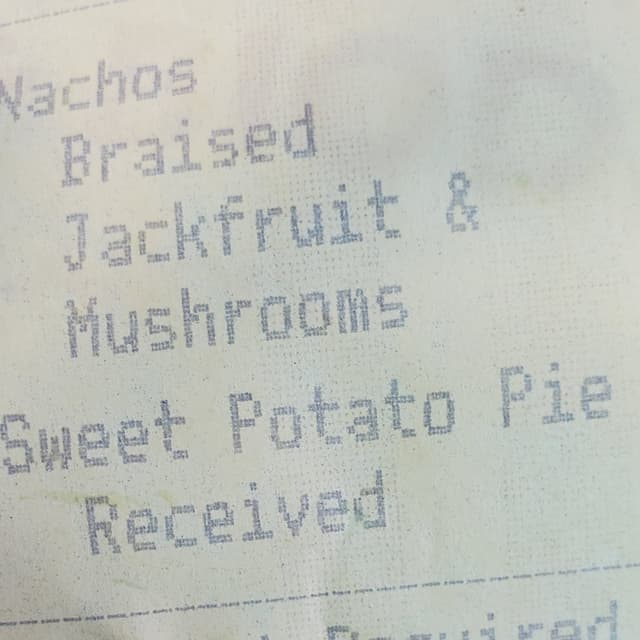 Nachos
Braised
Jackfruit &
Mushrooms
Sweet Potato Pie
Received